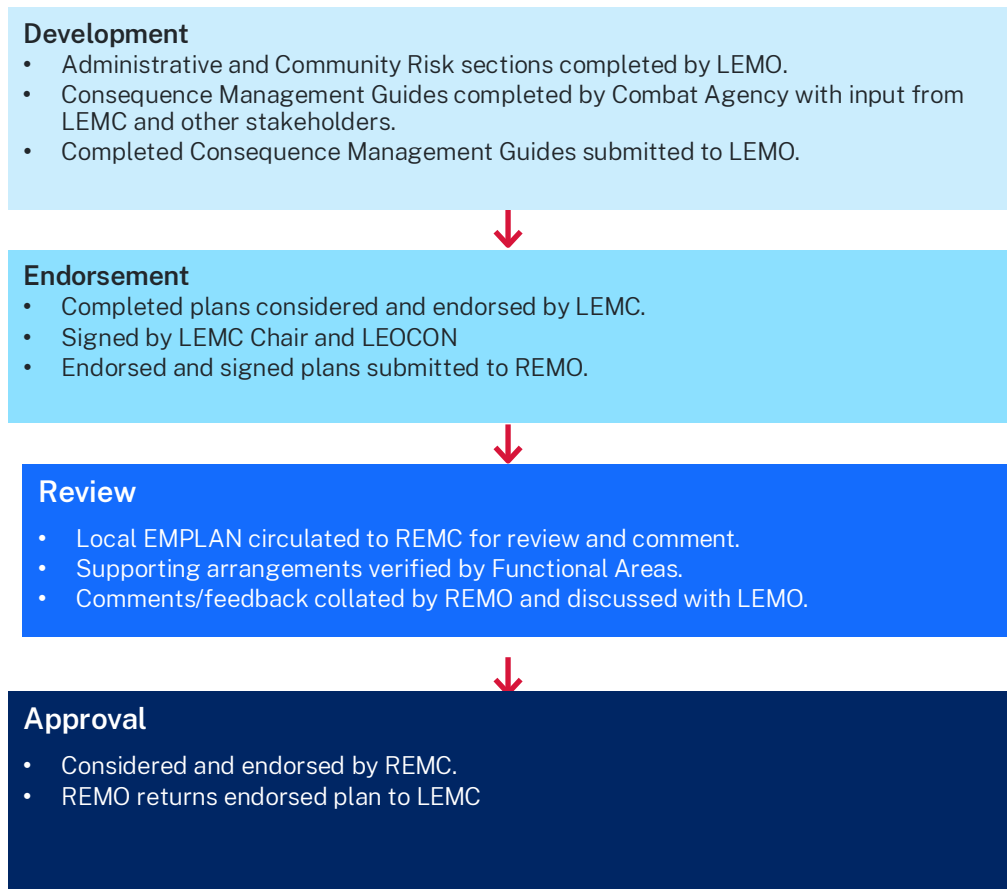 Development
• Administrative and Community Risk sections completed by LEMO.
• Consequence Management Guides completed by Combat Agency with input from
LEMC and other stakeholders.
• Completed Consequence Management Guides submitted to LEMO.
Endorsement
• Completed plans considered and endorsed by LEMC.
• Signed by LEMC Chair and LEOCON
• Endorsed and signed plans submitted to REMO.
Review
• Local EMPLAN circulated to REMC for review and comment.
• Supporting arrangements verified by Functional Areas.
• Comments/feedback collated by REMO and discussed with LEMO.
Approval
• Considered and endorsed by REMC.
• REMO returns endorsed plan to LEMC